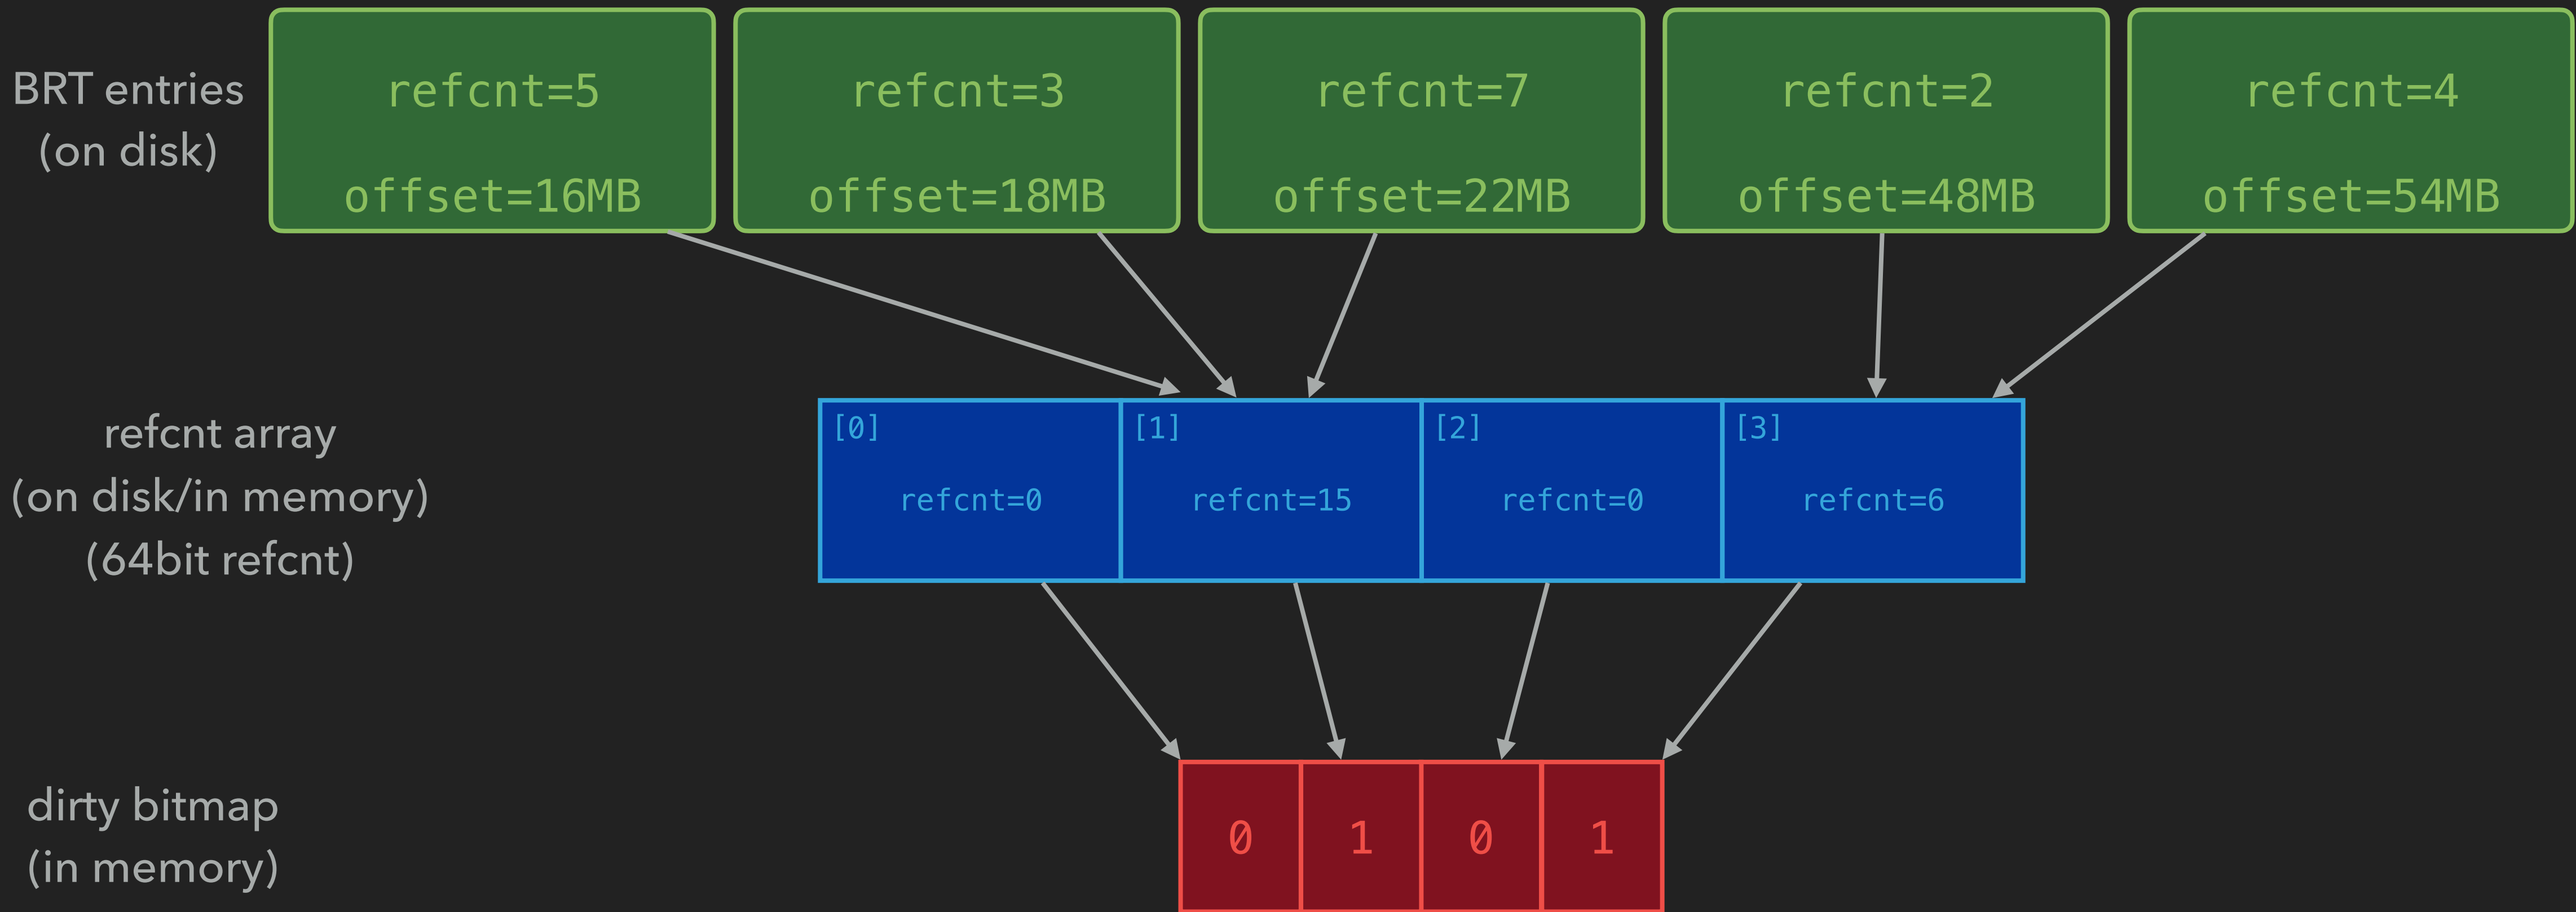 BRT entries
(on disk)
refcnt=5
offset=16MB
refcnt=3
offset=18MB
refcnt=7
offset=22MB
refcnt=2
offset=48MB
refcnt=4
offset=54MB
refcnt array
(on disk/in memory)
(64bit refcnt)
[0]
refcnt=0
[1]
refcnt=15
[2]
refcnt=0
[3]
refcnt=6
dirty bitmap
(in memory)
0
1
0
1